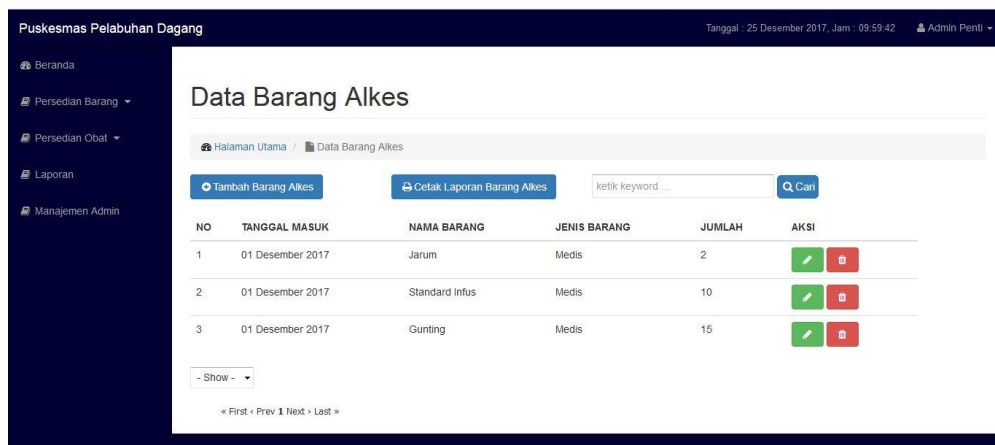 Puskesmas Pelabuhan Dagang
Tanggal : 25 Desember 2017, Jam : 09:59:42 Admin Penti
Beranda
Persedian Barang
Persedian Obat
Laporan
Manajemen Admin
Data Barang Alkes
Halaman Utama / Data Barang Alkes
Tambah Barang Alkes Cetak Laporan Barang Alkes ketik keyword ... Cari
NO TANGGAL MASUK NAMA BARANG JENIS BARANG JUMLAH AKSI
1 01 Desember 2017 Jarum Medis 2
2 01 Desember 2017 Standard Infus Medis 10
3 01 Desember 2017 Gunting Medis 15
- Show -
« First ‹ Prev 1 Next › Last »